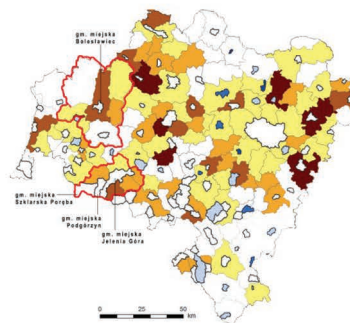 gm. miejska
Bolesławiec
gm. miejska
Szklarska Poręba
gm. miejska
Podgórzyn
gm. miejska
Jelenia Góra
0
25
50
km